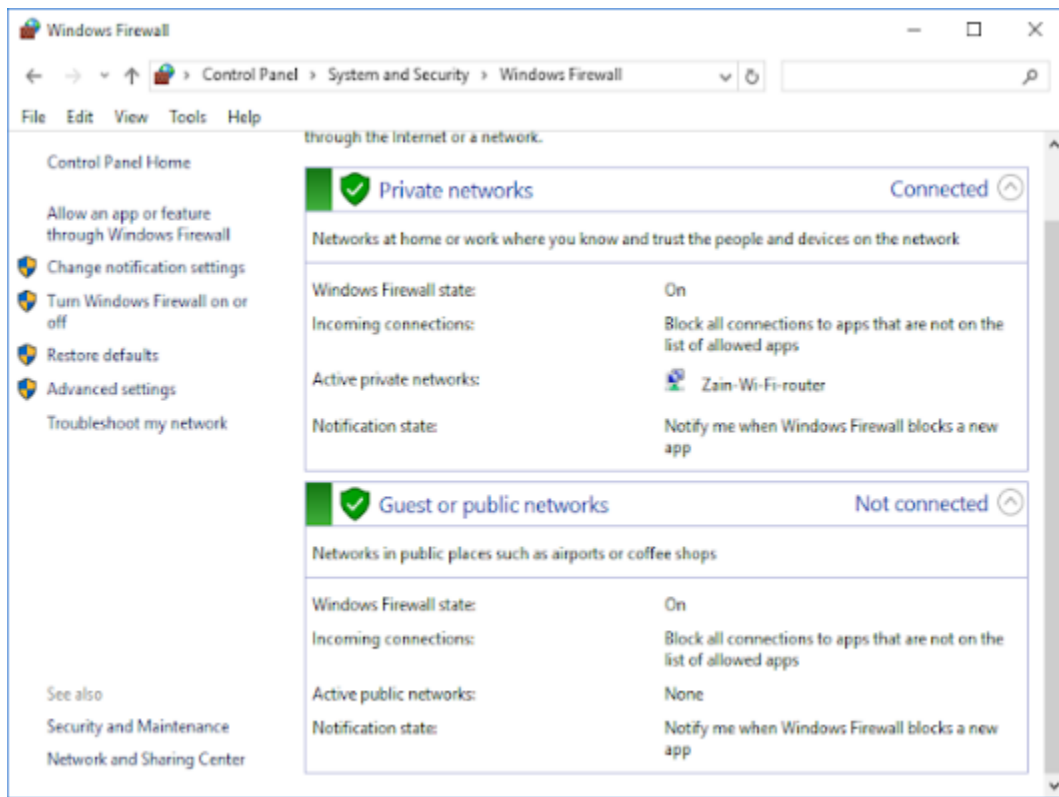 Windows Firewall
Control Panel > System and Security > Windows Firewall
File Edit View Tools Help
Control Panel Home
Allow an app or feature
through Windows Firewall
Change notification settings
Turn Windows Firewall on or
off
Restore defaults
Advanced settings
Troubleshoot my network
See also
Security and Maintenance
Network and Sharing Center
through the Internet or a network.
Private networks Connected
Networks at home or work where you know and trust the people and devices on the network
Windows Firewall state: On
Incoming connections: Block all connections to apps that are not on the
list of allowed apps
Active private networks: Zain-Wi-Fi-router
Notification state: Notify me when Windows Firewall blocks a new
app
Guest or public networks Not connected
Networks in public places such as airports or coffee shops
Windows Firewall state: On
Incoming connections: Block all connections to apps that are not on the
list of allowed apps
Active public networks: None
Notification state: Notify me when Windows Firewall blocks a new
app